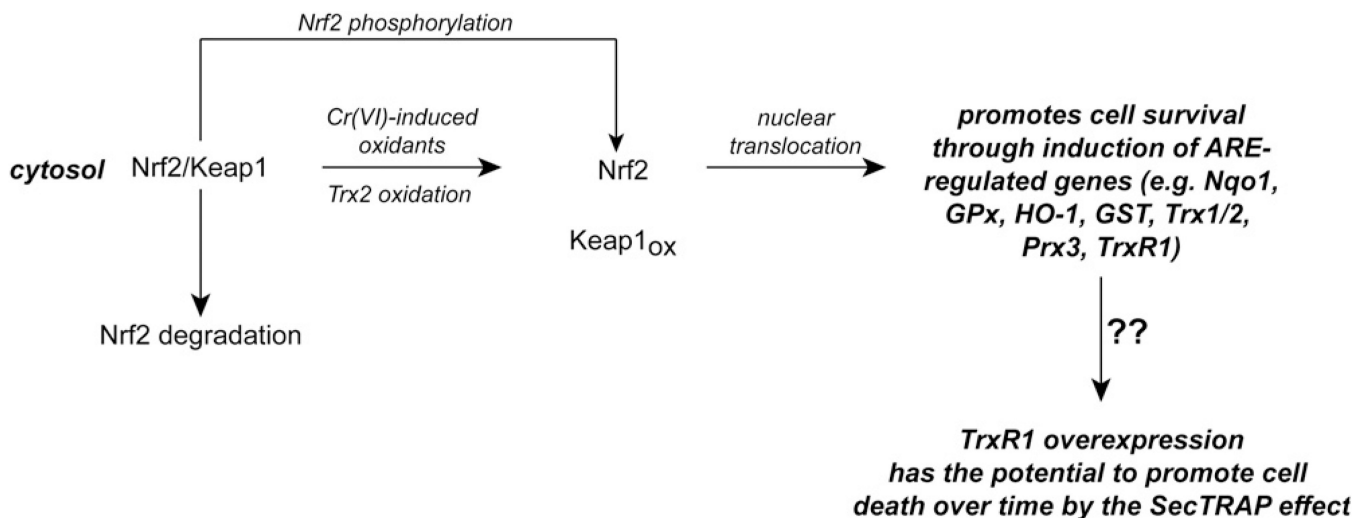 Nrf2 phosphorylation
Cr(VI)-induced
oxidants
Trx2 oxidation
cytosol Nrf2/Keap1
Nrf2
Keap1ox
nuclear
translocation
promotes cell survival
through induction of ARE-
regulated genes (e.g. Nqo1,
GPx, HO-1, GST, Trx1/2,
Prx3, TrxR1)
Nrf2 degradation
??
TrxR1 overexpression
has the potential to promote cell
death over time by the SecTRAP effect